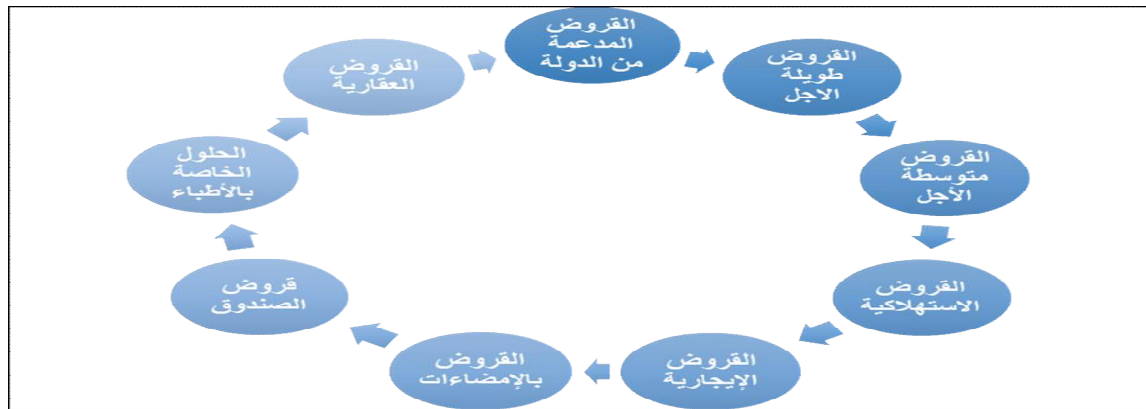 القروض
المدعمة
من الدولة
القروض
طويلة
الاجل
القروض
متوسطة
الأجل
القروض
الاستهلاكية
القروض
الإيجارية
القروض
بالإمضاءات
قروض
الصندوق
الحلول
الخاصة
بالأطباء
القروض
العقارية